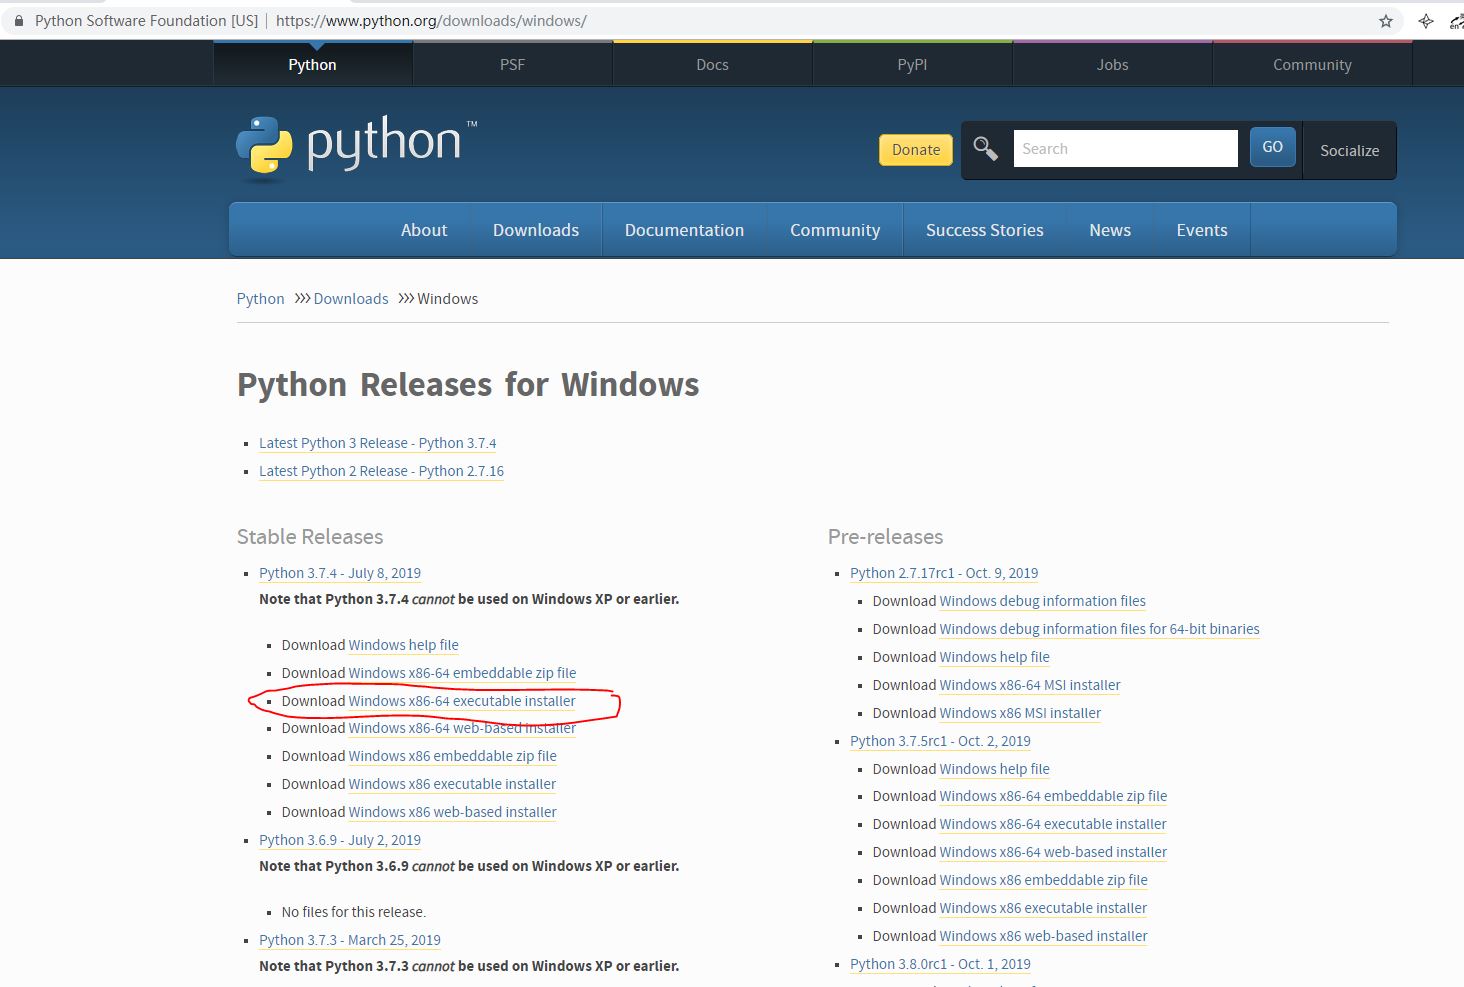 Python Software Foundation [US] | https://www.python.org/downloads/windows/
Python PSF Docs PyPI Jobs Community
python™
Donate Search GO Socialize
About Downloads Documentation Community Success Stories News Events
Python >>> Downloads >>> Windows
Python Releases for Windows
Latest Python 3 Release - Python 3.7.4
Latest Python 2 Release - Python 2.7.16
Stable Releases
Python 3.7.4 - July 8, 2019
Note that Python 3.7.4 cannot be used on Windows XP or earlier.
Download Windows help file
Download Windows x86-64 embeddable zip file
Download Windows x86-64 executable installer
Download Windows x86-64 web-based installer
Download Windows x86 embeddable zip file
Download Windows x86 executable installer
Download Windows x86 web-based installer
Python 3.6.9 - July 2, 2019
Note that Python 3.6.9 cannot be used on Windows XP or earlier.
No files for this release.
Python 3.7.3 - March 25, 2019
Note that Python 3.7.3 cannot be used on Windows XP or earlier.
Pre-releases
Python 2.7.17rc1 - Oct. 9, 2019
Download Windows debug information files
Download Windows debug information files for 64-bit binaries
Download Windows help file
Download Windows x86-64 MSI installer
Download Windows x86 MSI installer
Python 3.7.5rc1 - Oct. 2, 2019
Download Windows help file
Download Windows x86-64 embeddable zip file
Download Windows x86-64 executable installer
Download Windows x86-64 web-based installer
Download Windows x86 embeddable zip file
Download Windows x86 executable installer
Download Windows x86 web-based installer
Python 3.8.0rc1 - Oct. 1, 2019